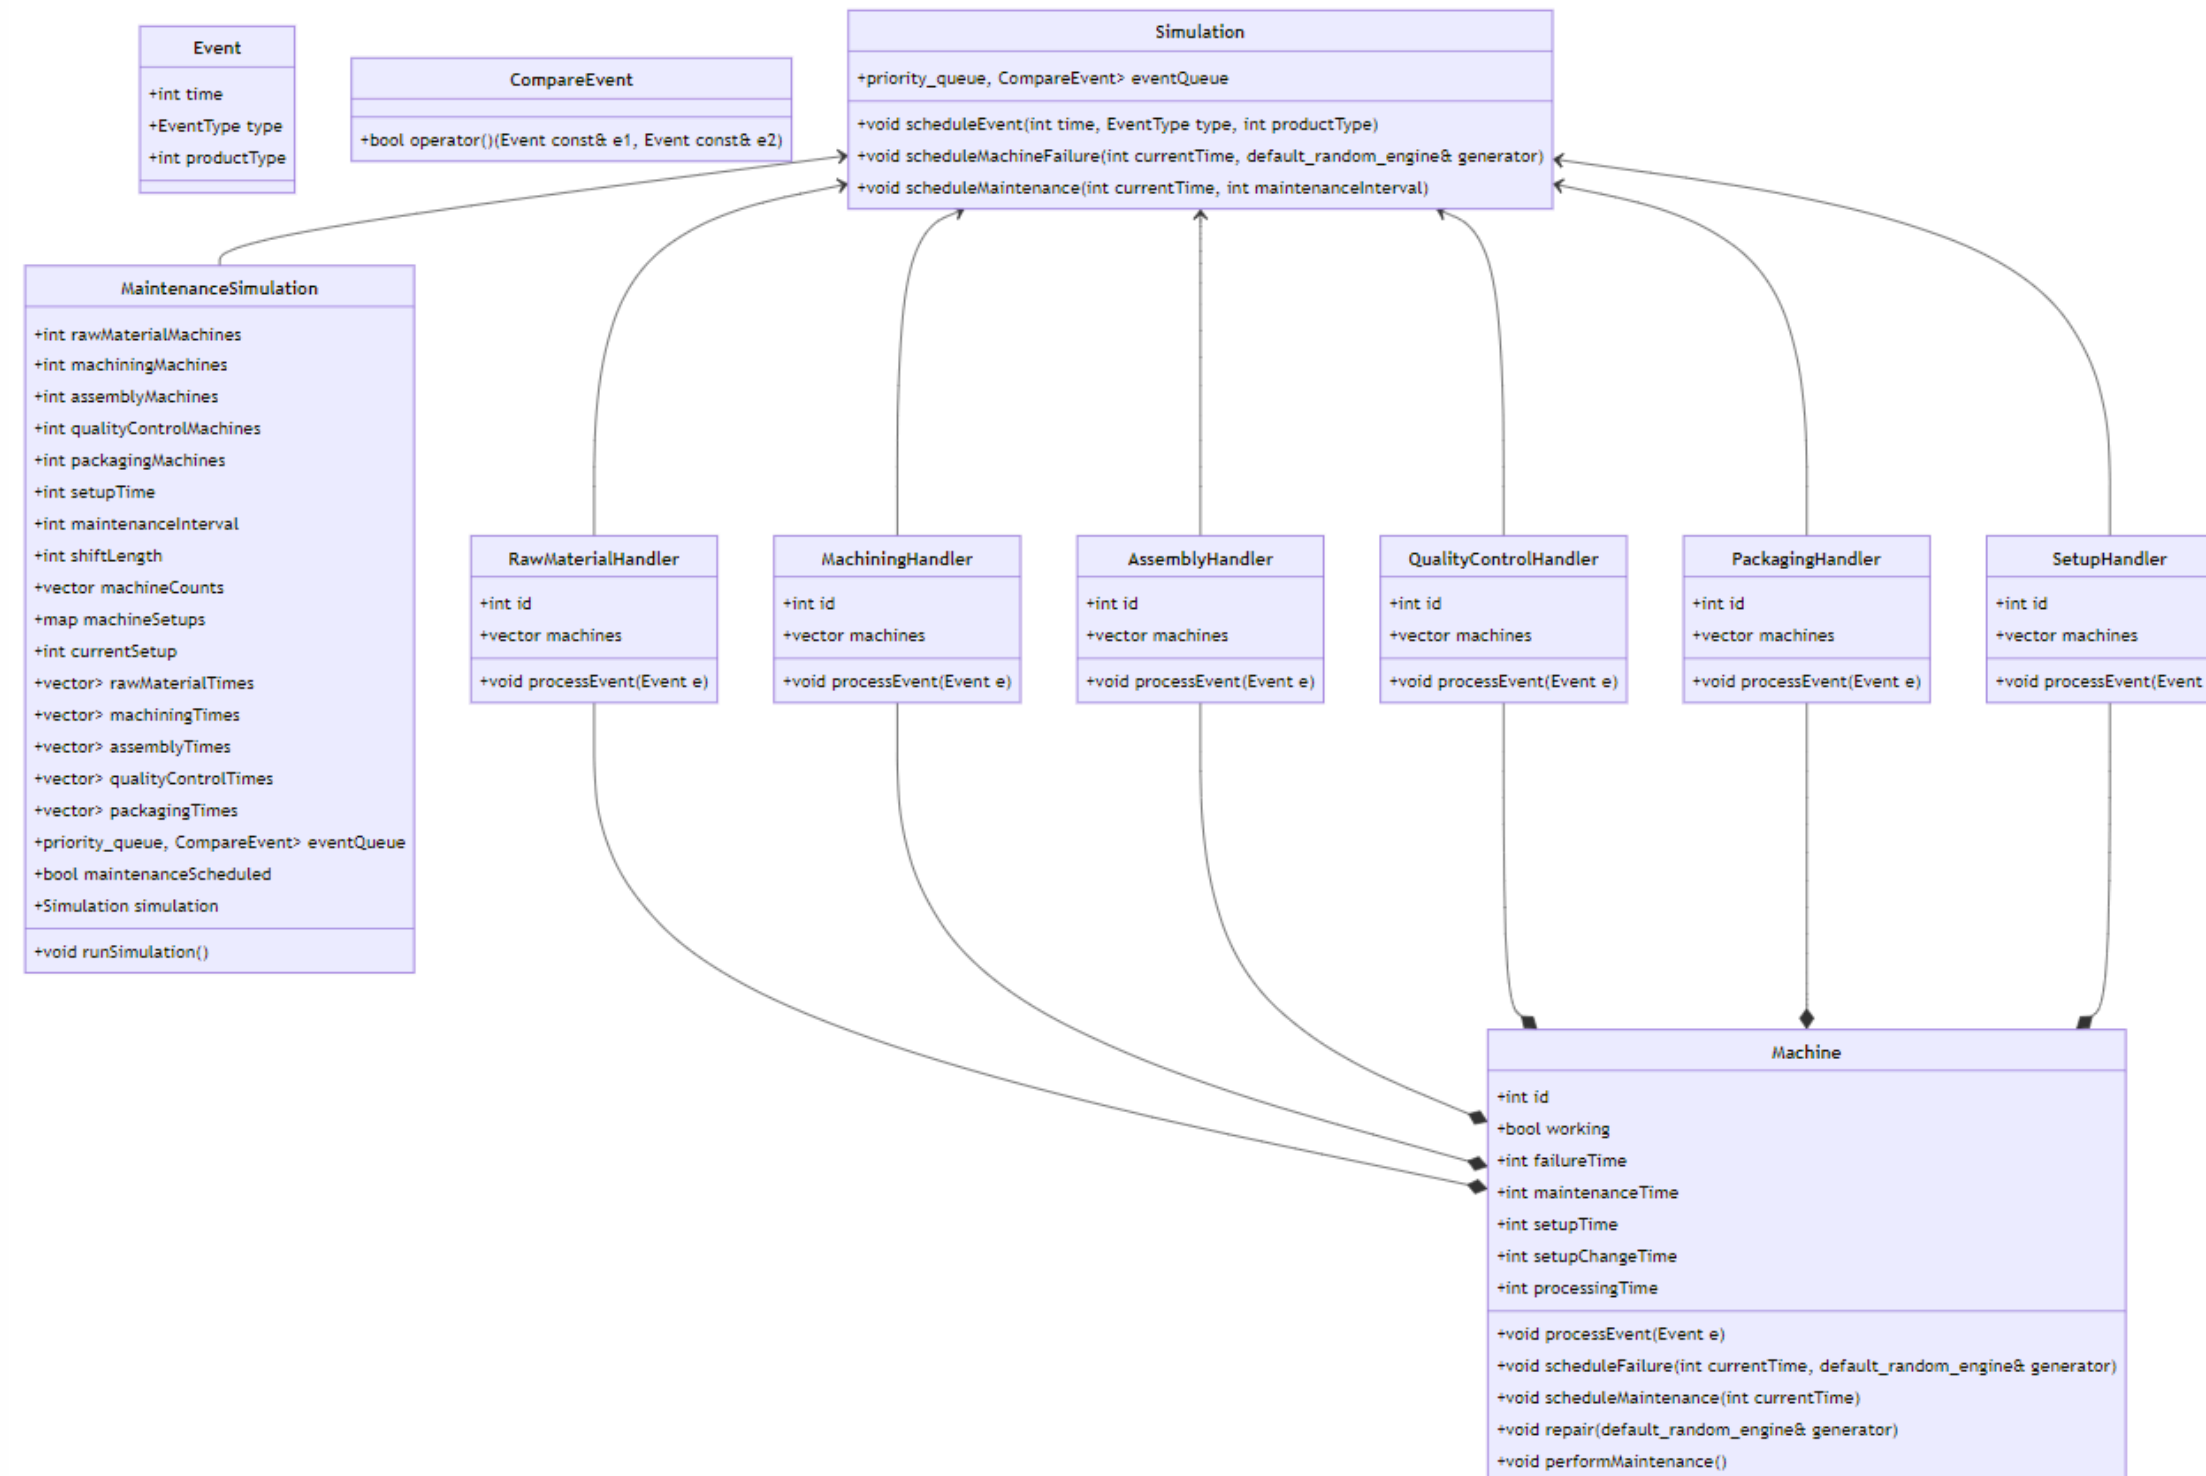 Event
+int time
+EventType type
+int productType
CompareEvent
+bool operator()(Event const& e1, Event const& e2)
Simulation
+priority_queue, CompareEvent> eventQueue
+void scheduleEvent(int time, EventType type, int productType)
+void scheduleMachineFailure(int currentTime, default_random_engine& generator)
+void scheduleMaintenance(int currentTime, int maintenanceInterval)
MaintenanceSimulation
+int rawMaterialMachines
+int machiningMachines
+int assemblyMachines
+int qualityControlMachines
+int packagingMachines
+int setupTime
+int maintenanceInterval
+int shiftLength
+vector machineCounts
+map machineSetups
+int currentSetup
+vector> rawMaterialTimes
+vector> machiningTimes
+vector> assemblyTimes
+vector> qualityControlTimes
+vector> packagingTimes
+priority_queue, CompareEvent> eventQueue
+bool maintenanceScheduled
+Simulation simulation
+void runSimulation()
RawMaterialHandler
+int id
+vector machines
+void processEvent(Event e)
MachiningHandler
+int id
+vector machines
+void processEvent(Event e)
AssemblyHandler
+int id
+vector machines
+void processEvent(Event e)
QualityControlHandler
+int id
+vector machines
+void processEvent(Event e)
PackagingHandler
+int id
+vector machines
+void processEvent(Event e)
SetupHandler
+int id
+vector machines
+void processEvent(Event
Machine
+int id
+bool working
+int failureTime
+int maintenanceTime
+int setupTime
+int setupChangeTime
+int processingTime
+void processEvent(Event e)
+void scheduleFailure(int currentTime, default_random_engine& generator)
+void scheduleMaintenance(int currentTime)
+void repair(default_random_engine& generator)
+void performMaintenance()